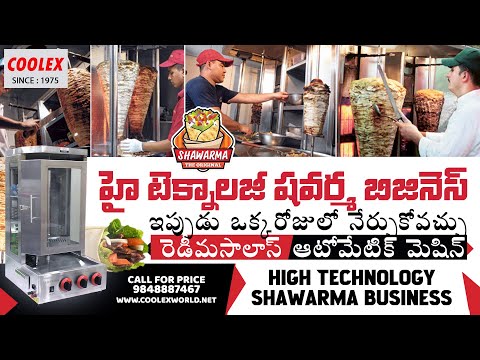 COOLEX
SINCE : 1975
SHAWARMA
THE ORIGINAL
హై టెక్నాలజీ షవర్మ బిజినెస్
ఇప్పుడు ఒక్కరోజులో నేర్చుకోవచ్చు
రెడిమసాలాస్ ఆటోమేటిక్ మెషిన్
CALL FOR PRICE
9848887467
WWW.COOLEXWORLD.NET
HIGH TECHNOLOGY
SHAWARMA BUSINESS